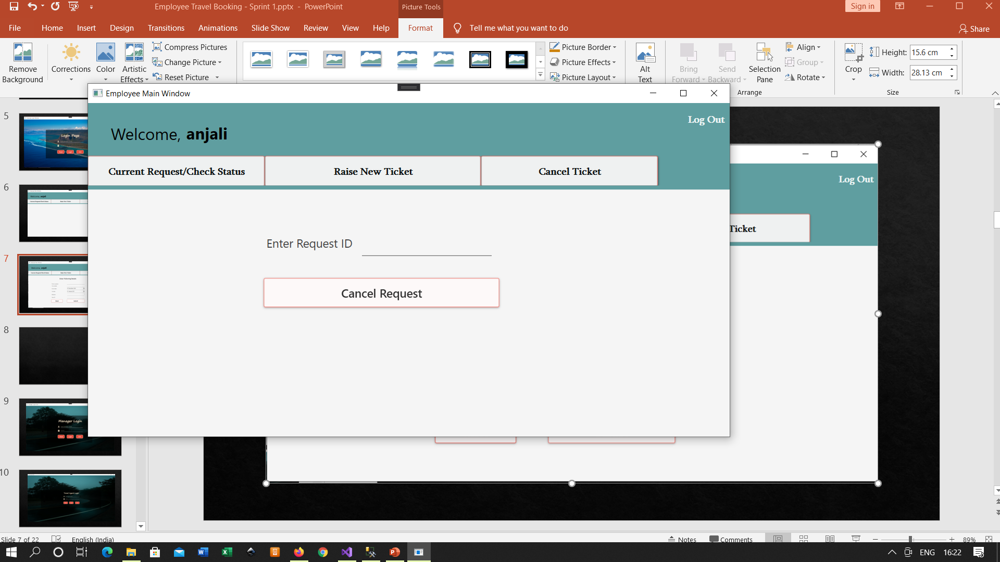 Employee Travel Booking - Sprint 1.pptx - PowerPoint
Picture Tools
Sign in
File
Home
Insert
Design
Transitions
Animations
Slide Show
Review
View
Help
Format
Tell me what you want to do
Share
Remove
Background
Corrections
Color
Artistic
Effects
Compress Pictures
Change Picture
Reset Picture
Picture Border
Picture Effects
Picture Layout
Alt
Text
Bring
Forward
Send
Backward
Selection
Pane
Align
Group
Rotate
Arrange
Crop
Height:
15.6 cm
Width:
28.13 cm
Size
Employee Main Window
Log Out
Welcome, anjali
Current Request/Check Status
Raise New Ticket
Cancel Ticket
Enter Request ID
Cancel Request
Log Out
Ticket
5
Login Page
6
Welcome, anjali
7
Welcome, anjali
8
9
Manager Login
10
Travel Agent Login
Slide 7 of 22
English (India)
Notes
Comments
89%
ENG
16:22